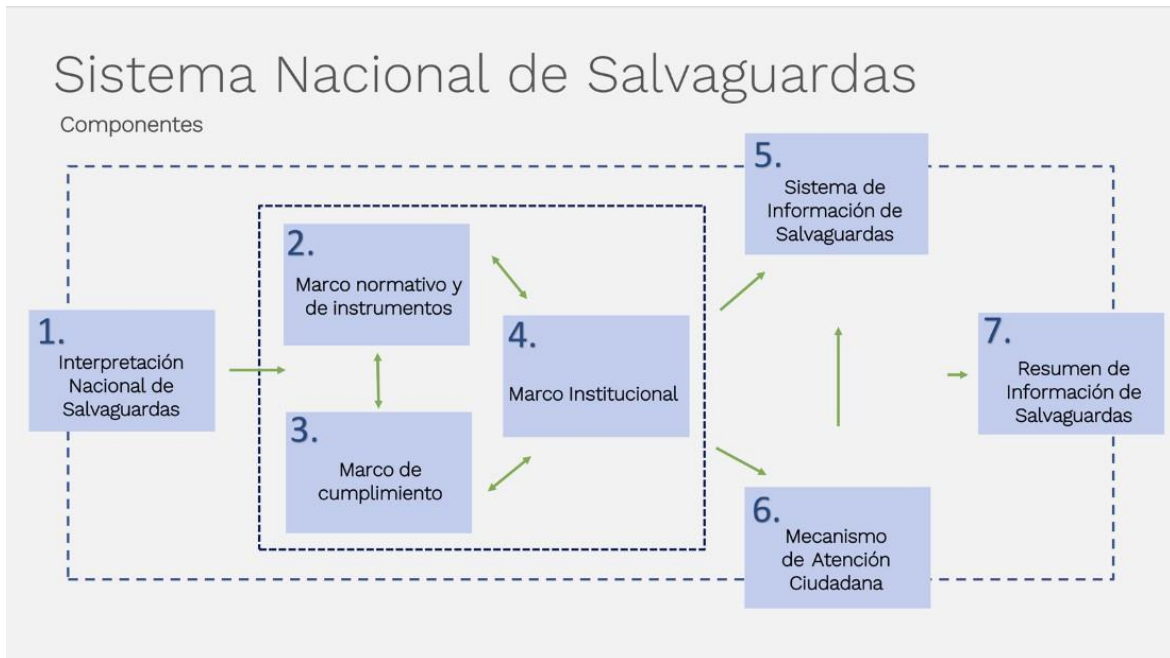 Sistema Nacional de Salvaguardas
Componentes
1.
Interpretación
Nacional de
Salvaguardas
2.
Marco normativo y
de instrumentos
3.
Marco de
cumplimiento
4.
Marco Institucional
5.
Sistema de
Información de
Salvaguardas
6.
Mecanismo
de Atención
Ciudadana
7.
Resumen de
Información de
Salvaguardas